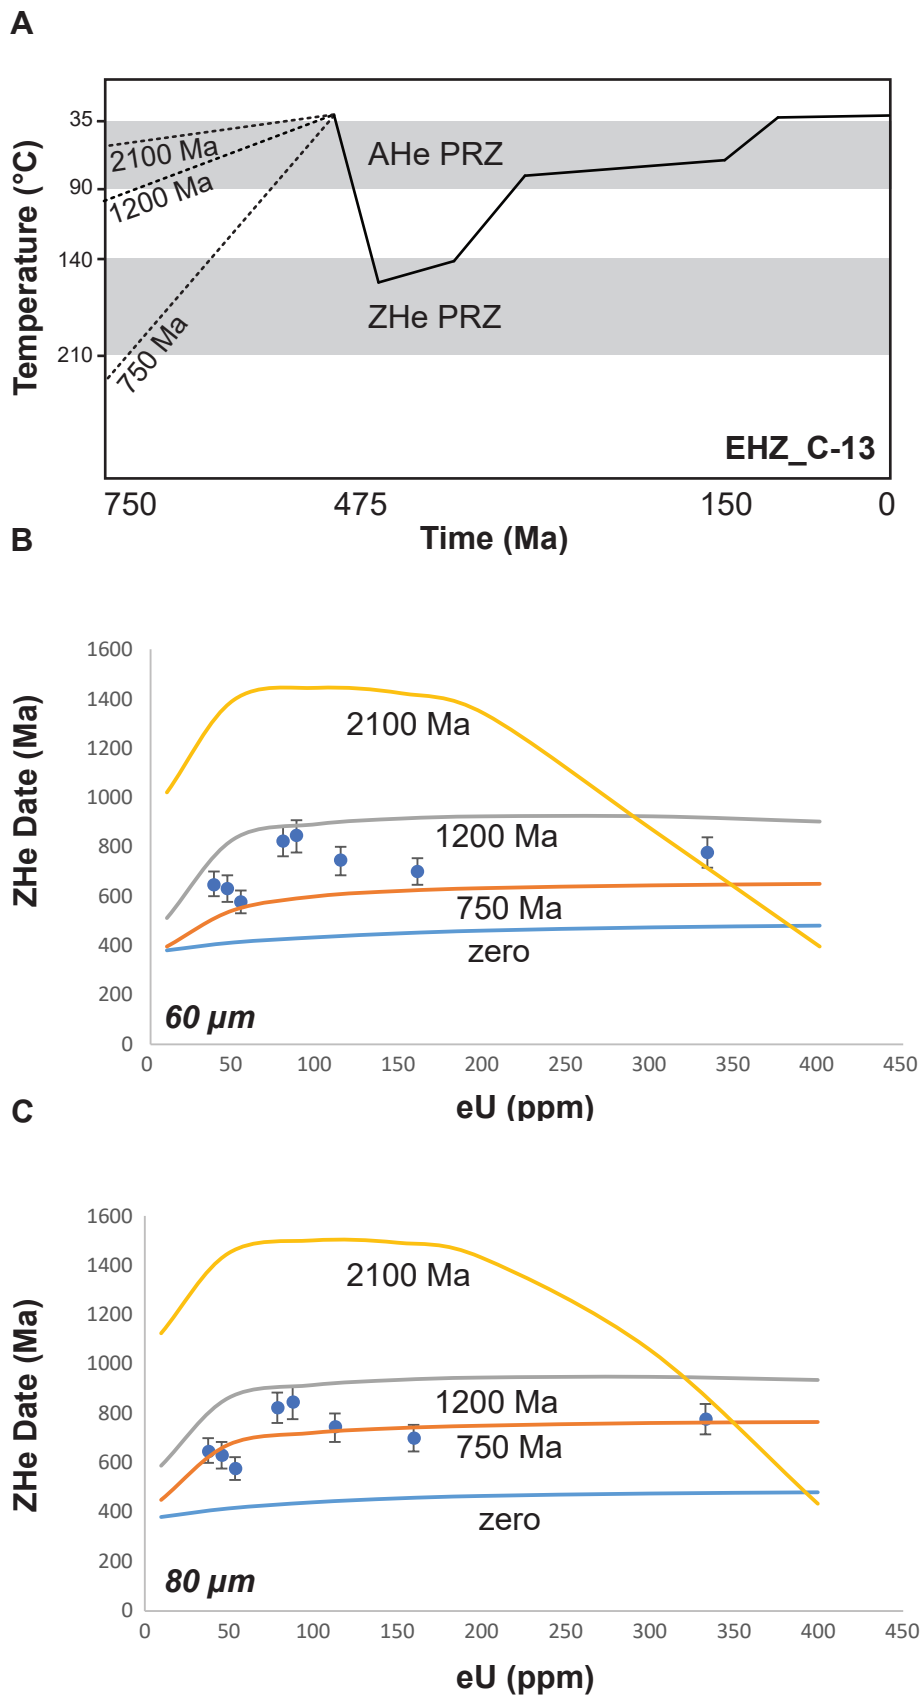 A
Temperature (°C)
35
90
140
210
2100 Ma
1200 Ma
750 Ma
AHe PRZ
ZHe PRZ
EHZ_C-13
750
475
150
0
Time (Ma)
B
ZHe Date (Ma)
1600
1400
1200
1000
800
600
400
200
0
2100 Ma
1200 Ma
750 Ma
zero
60 µm
0 50 100 150 200 250 300 350 400 450
eU (ppm)
C
ZHe Date (Ma)
1600
1400
1200
1000
800
600
400
200
0
2100 Ma
1200 Ma
750 Ma
zero
80 µm
0 50 100 150 200 250 300 350 400 450
eU (ppm)